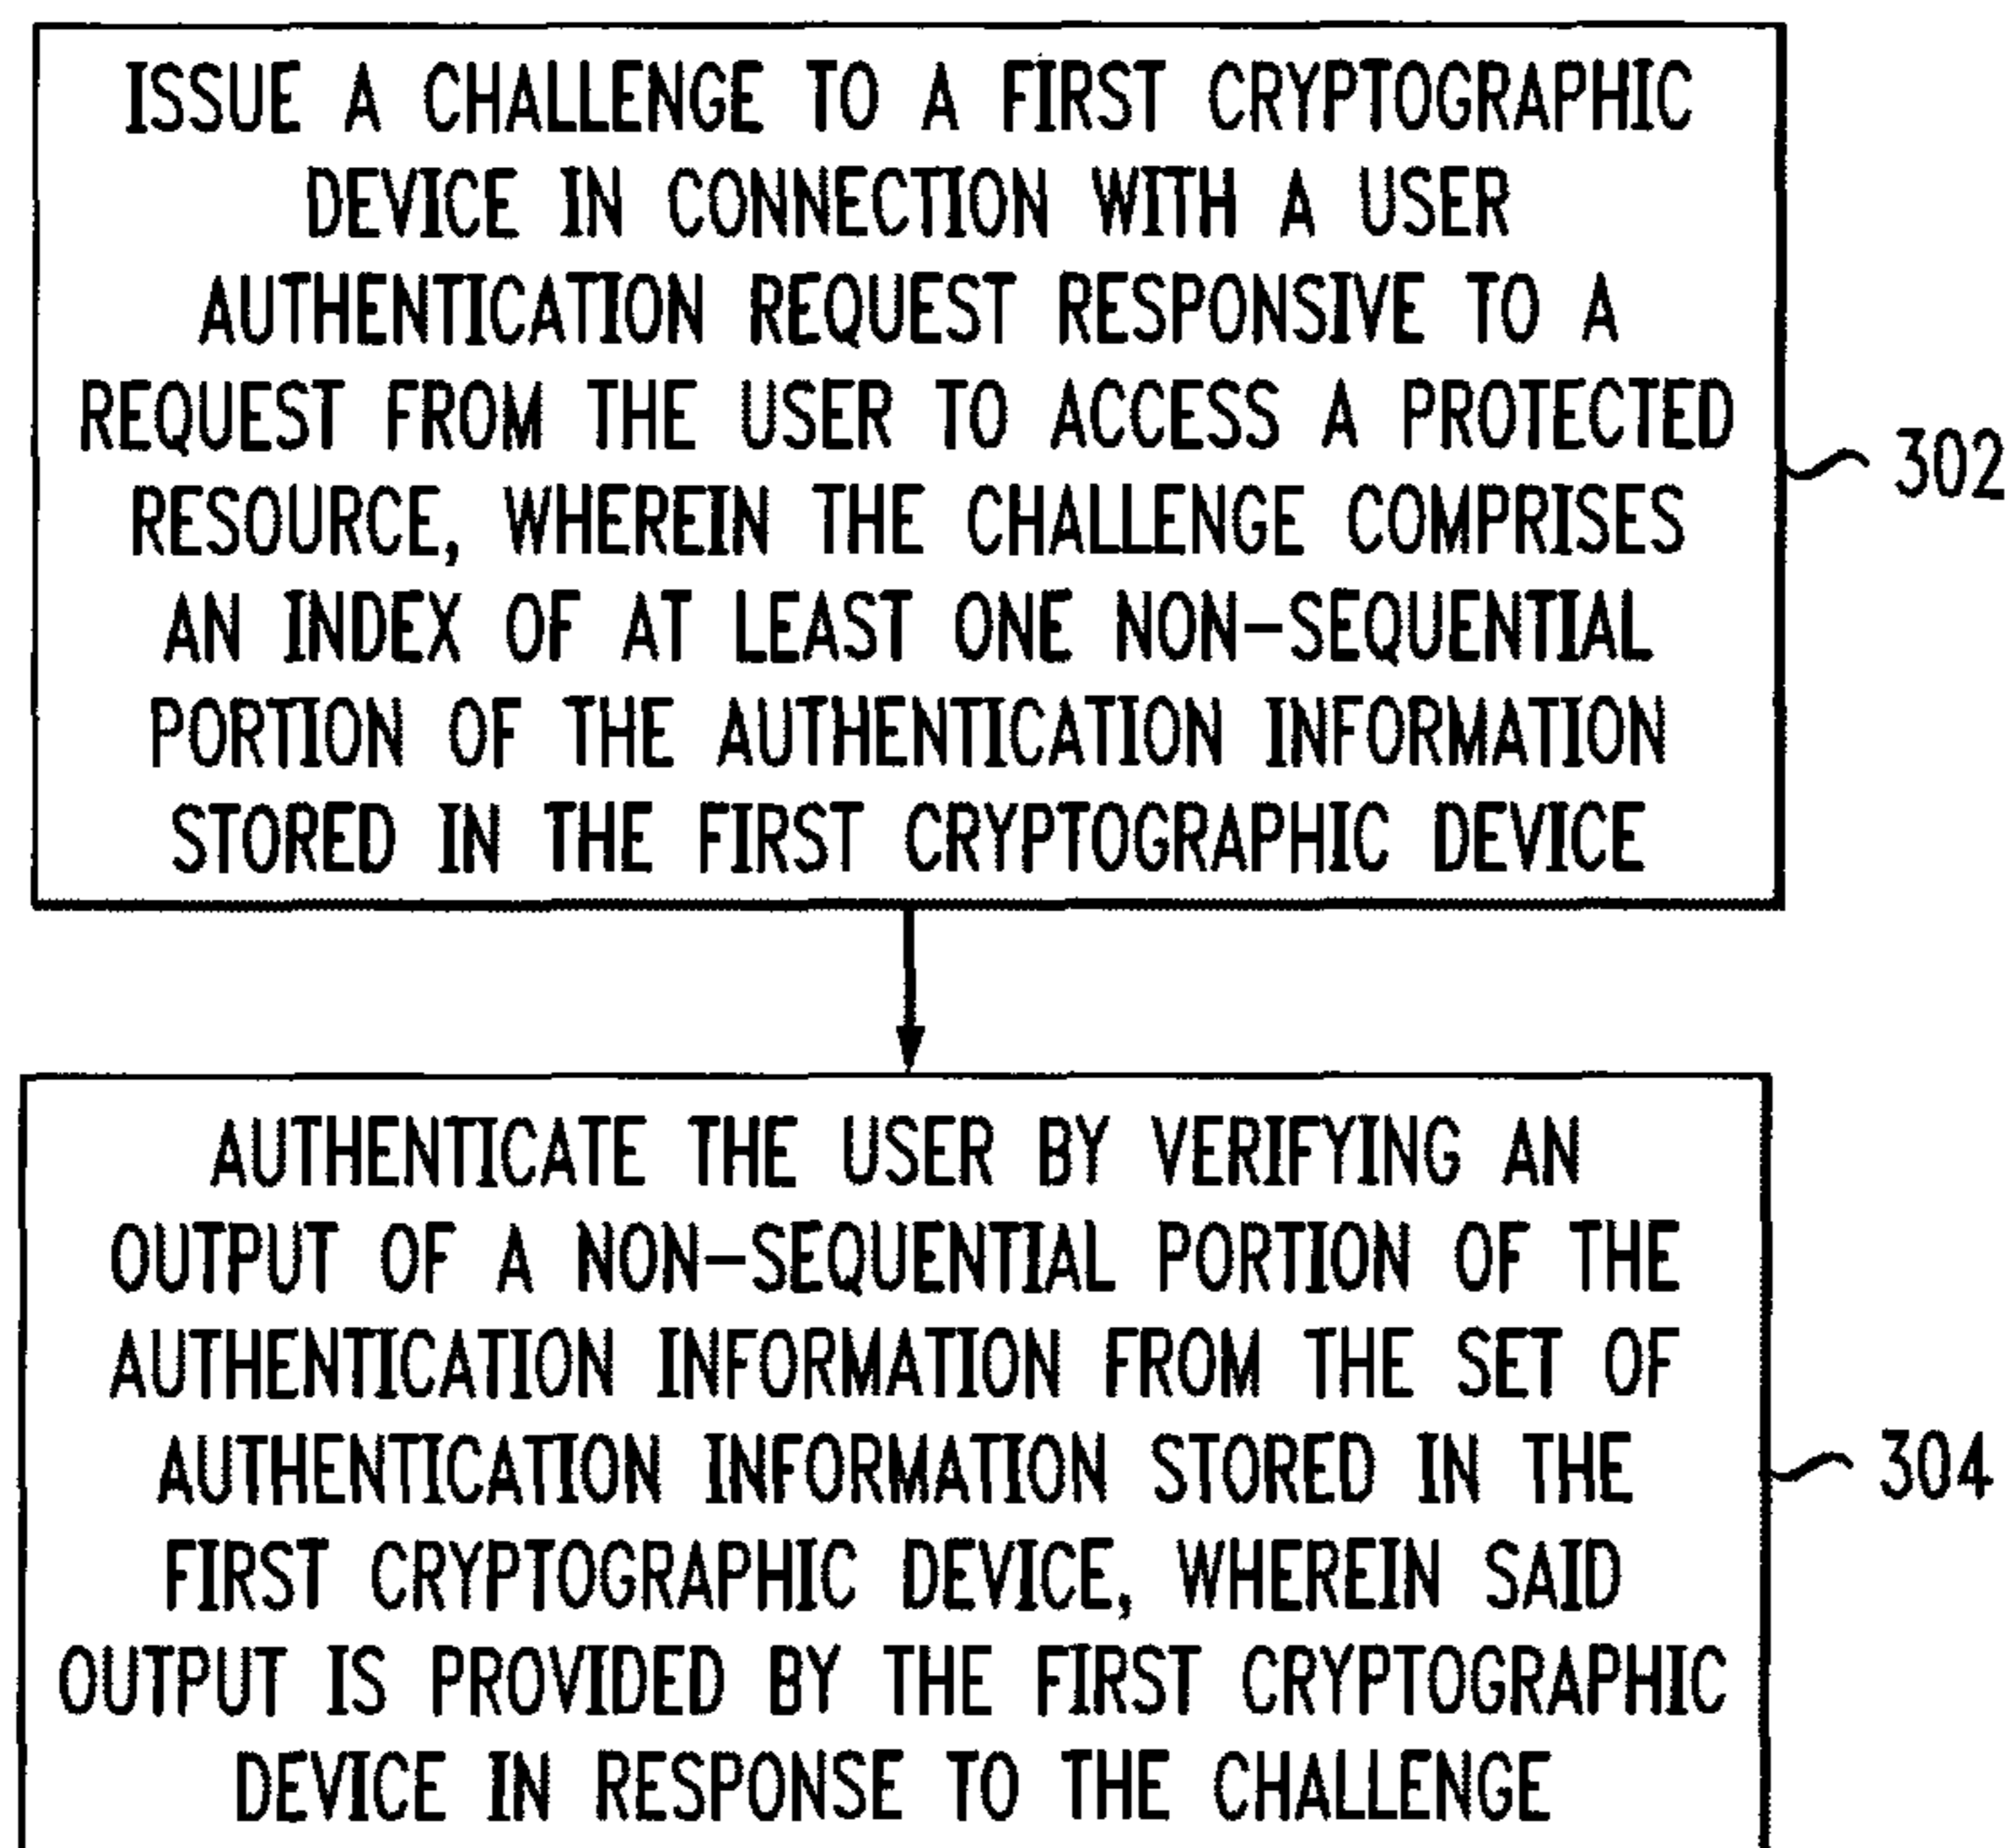 ISSUE A CHALLENGE TO A FIRST CRYPTOGRAPHIC
DEVICE IN CONNECTION WITH A USER
AUTHENTICATION REQUEST RESPONSIVE TO A
REQUEST FROM THE USER TO ACCESS A PROTECTED
RESOURCE, WHEREIN THE CHALLENGE COMPRISES
AN INDEX OF AT LEAST ONE NON-SEQUENTIAL
PORTION OF THE AUTHENTICATION INFORMATION
STORED IN THE FIRST CRYPTOGRAPHIC DEVICE
302
AUTHENTICATE THE USER BY VERIFYING AN
OUTPUT OF A NON-SEQUENTIAL PORTION OF THE
AUTHENTICATION INFORMATION FROM THE SET OF
AUTHENTICATION INFORMATION STORED IN THE
FIRST CRYPTOGRAPHIC DEVICE, WHEREIN SAID
OUTPUT IS PROVIDED BY THE FIRST CRYPTOGRAPHIC
DEVICE IN RESPONSE TO THE CHALLENGE
304